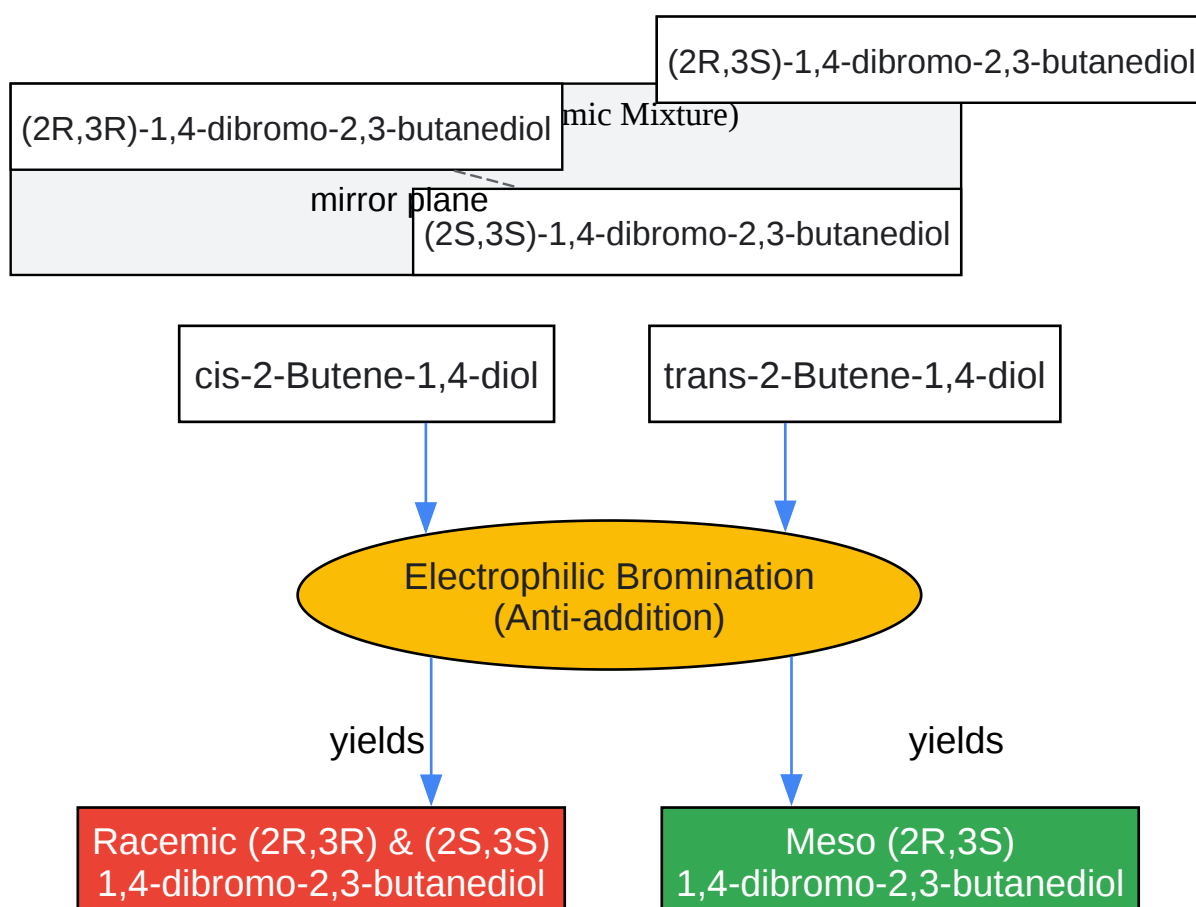 (2R,3S)-1,4-dibromo-2,3-butanediol
mic Mixture)
(2R,3R)-1,4-dibromo-2,3-butanediol
mirror plane
(2S,3S)-1,4-dibromo-2,3-butanediol
cis-2-Butene-1,4-diol
trans-2-Butene-1,4-diol
Electrophilic Bromination
(Anti-addition)
yields
yields
Racemic (2R,3R) & (2S,3S)
1,4-dibromo-2,3-butanediol
Meso (2R,3S)
1,4-dibromo-2,3-butanediol